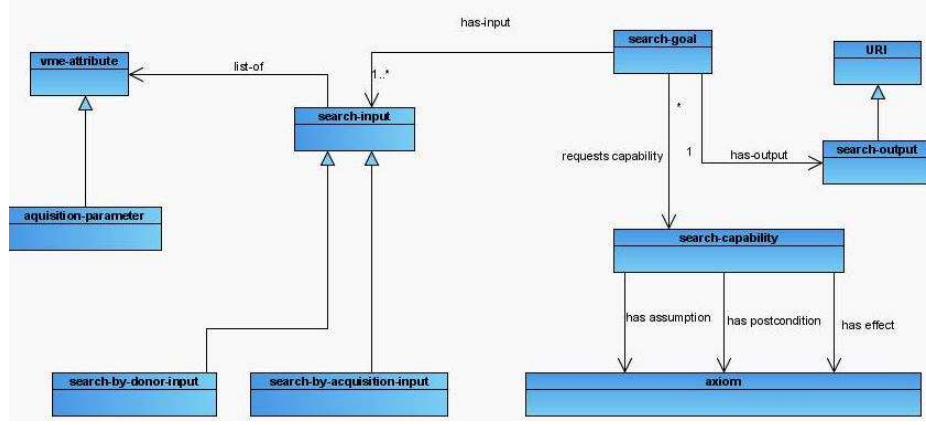 has-input
search-goal
URI
vme-attribute
list-of
1..*
search-input
*
requests capability
1
has-output
search-output
aquisition-parameter
search-capability
has assumption
has postcondition
has effect
search-by-donor-input
search-by-acquisition-input
axiom